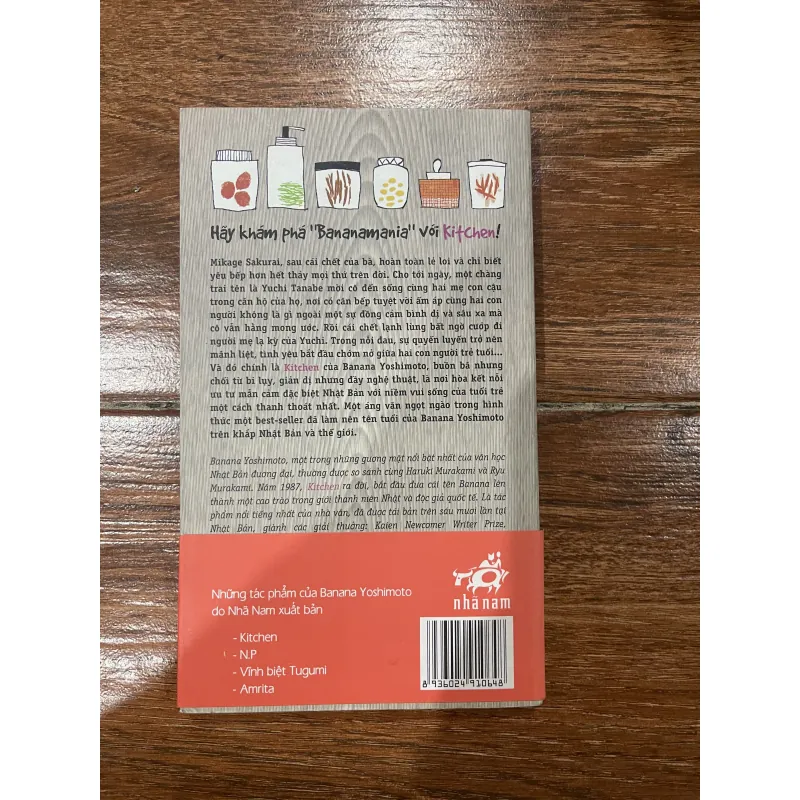 Hãy khám phá "Bananamania" với Kitchen!
Mikage Sakurai, sau cái chết của bà, hoàn toàn lẻ loi và chỉ biết
yêu bếp hơn hết thảy mọi thứ trên đời. Cho tới ngày, một chàng
trai tên là Yuchi Tanabe mời cô đến sống cùng hai mẹ con cậu
trong căn hộ của họ, nơi có căn bếp tuyệt vời ấm áp cùng hai con
người không là gì ngoài một sự đồng cảm bình dị và sâu xa mà
cô vẫn hằng mong ước. Rồi cái chết lạnh lùng bất ngờ cướp đi
người mẹ lạ kỳ của Yuchi. Trong nỗi đau, sự quyến luyến trở nên
mãnh liệt, tình yêu bắt đầu chớm nở giữa hai con người trẻ tuổi...
Và đó chính là Kitchen của Banana Yoshimoto, buồn bã nhưng
chối từ bi lụy, giản dị nhưng đầy nghệ thuật, là nơi hòa kết nỗi
ưu tư mẫn cảm đặc biệt Nhật Bản với niềm vui sống của tuổi trẻ
một cách thanh thoát nhất. Một áng văn ngọt ngào trong hình
thức một best-seller đã làm nên tên tuổi của Banana Yoshimoto
trên khắp Nhật Bản và thế giới.
Banana Yoshimoto, một trong những gương mặt nổi bật nhất của văn học
Nhật Bản đương đại, thường được so sánh cùng Haruki Murakami và Ryu
Murakami. Năm 1987, Kitchen ra đời, bắt đầu đưa cái tên Banana lên
thành một cao trào trong giới thanh niên Nhật và độc giả quốc tế. Là tác
phẩm nổi tiếng nhất của nhà văn, đã được tái bản trên sáu mươi lần tại
Nhật Bản, giành các giải thưởng: Kaien Newcomer Writer Prize,
nhã nam
Những tác phẩm của Banana Yoshimoto
do Nhã Nam xuất bản
- Kitchen
- N.P
- Vĩnh biệt Tugumi
- Amrita
8 936024 910648